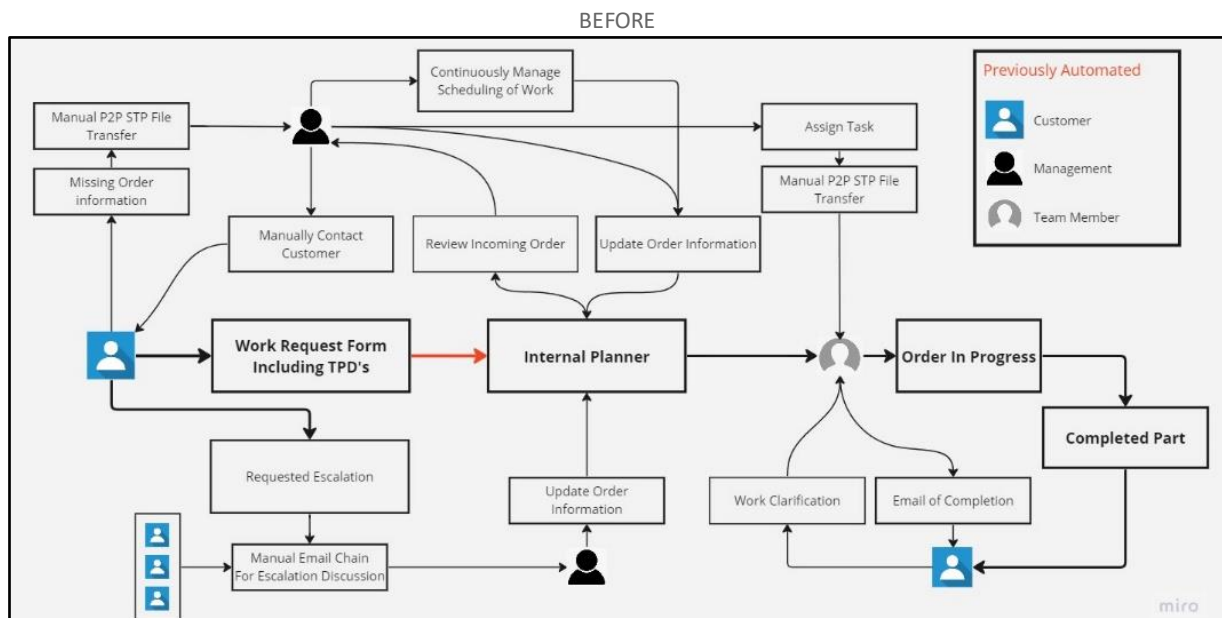 BEFORE
Continuously Manage
Scheduling of Work
Previously Automated
Customer
Management
Team Member
Manual P2P STP File
Transfer
Assign Task
Missing Order
information
Manual P2P STP File
Transfer
Manually Contact
Customer
Review Incoming Order
Update Order Information
Work Request Form
Including TPD's
Internal Planner
Order In Progress
Completed Part
Requested Escalation
Update Order
Information
Work Clarification
Email of Completion
Manual Email Chain
For Escalation Discussion
miro